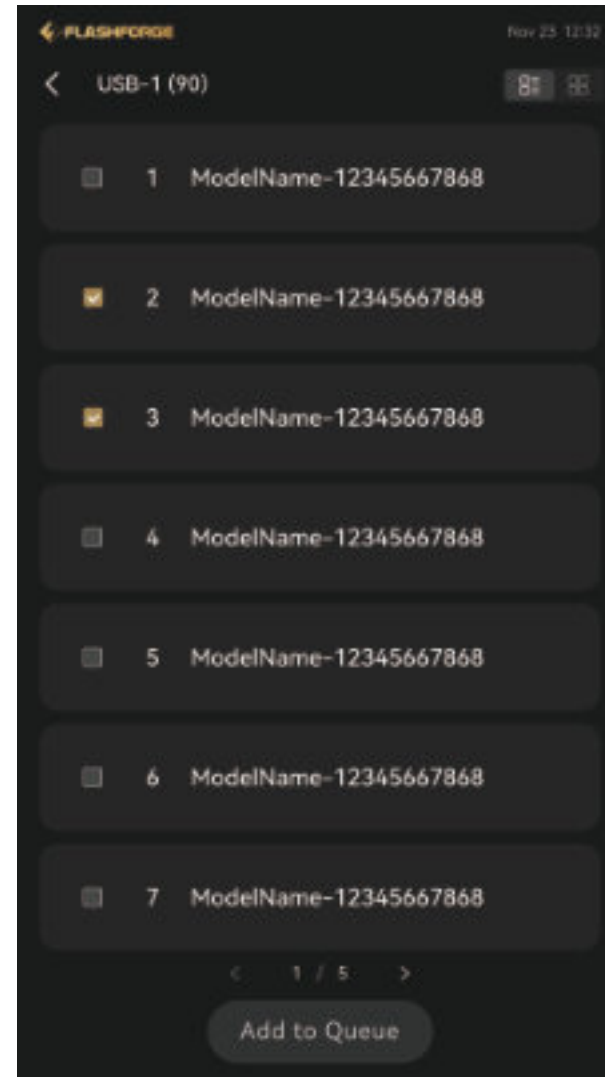 FLASHFORGE Nov 23 12:32
USB-1 (90)
1 ModelName-12345667868
2 ModelName-12345667868
3 ModelName-12345667868
4 ModelName-12345667868
5 ModelName-12345667868
6 ModelName-12345667868
7 ModelName-12345667868
< 1 / 5 >
Add to Queue